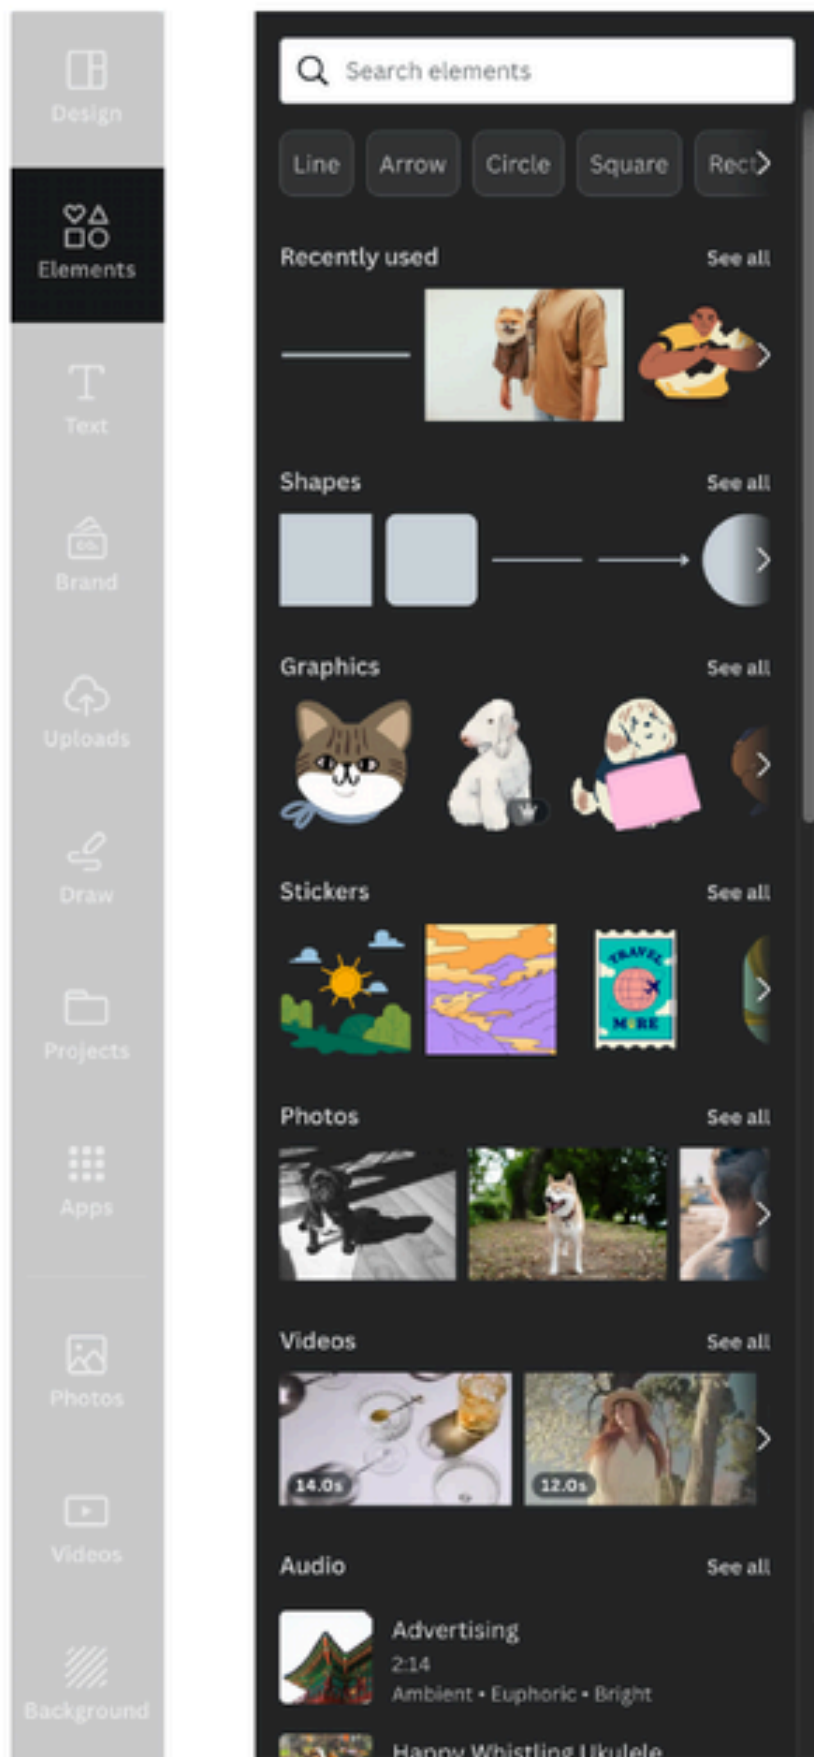 Design
Elements
Text
CO.
Brand
Uploads
Draw
Projects
Apps
Photos
Videos
Background
Search elements
Line Arrow Circle Square Rect
Recently used See all
Shapes See all
Graphics See all
Stickers See all
TRAVEL
MORE
Photos See all
Videos See all
14.0s 12.0s
Audio See all
Advertising
2:14
Ambient • Euphoric • Bright
Happy Whistling Ukulele